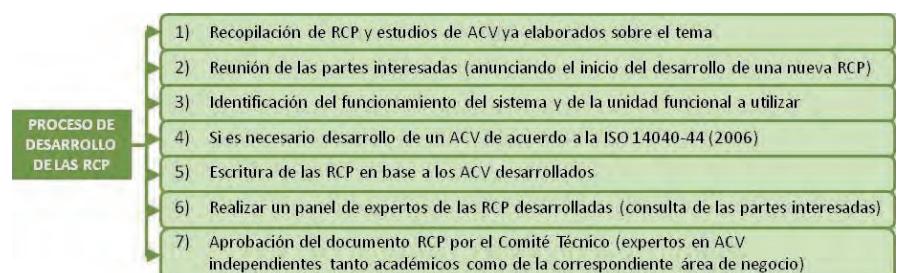 PROCESO DE
DESARROLLO
DE LAS RCP
1) Recopilación de RCP y estudios de ACV ya elaborados sobre el tema
2) Reunión de las partes interesadas (anunciando el inicio del desarrollo de una nueva RCP)
3) Identificación del funcionamiento del sistema y de la unidad funcional a utilizar
4) Si es necesario desarrollo de un ACV de acuerdo a la ISO 14040-44 (2006)
5) Escritura de las RCP en base a los ACV desarrollados
6) Realizar un panel de expertos de las RCP desarrolladas (consulta de las partes interesadas)
7) Aprobación del documento RCP por el Comité Técnico (expertos en ACV
independientes tanto académicos como de la correspondiente área de negocio)